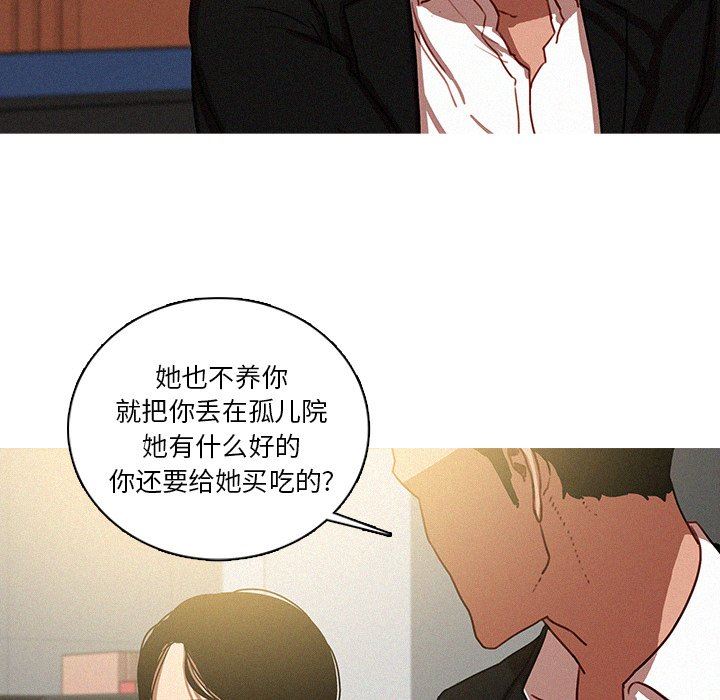 她也不养你
就把你丢在孤儿院
她有什么好的
你还要给她买吃的?